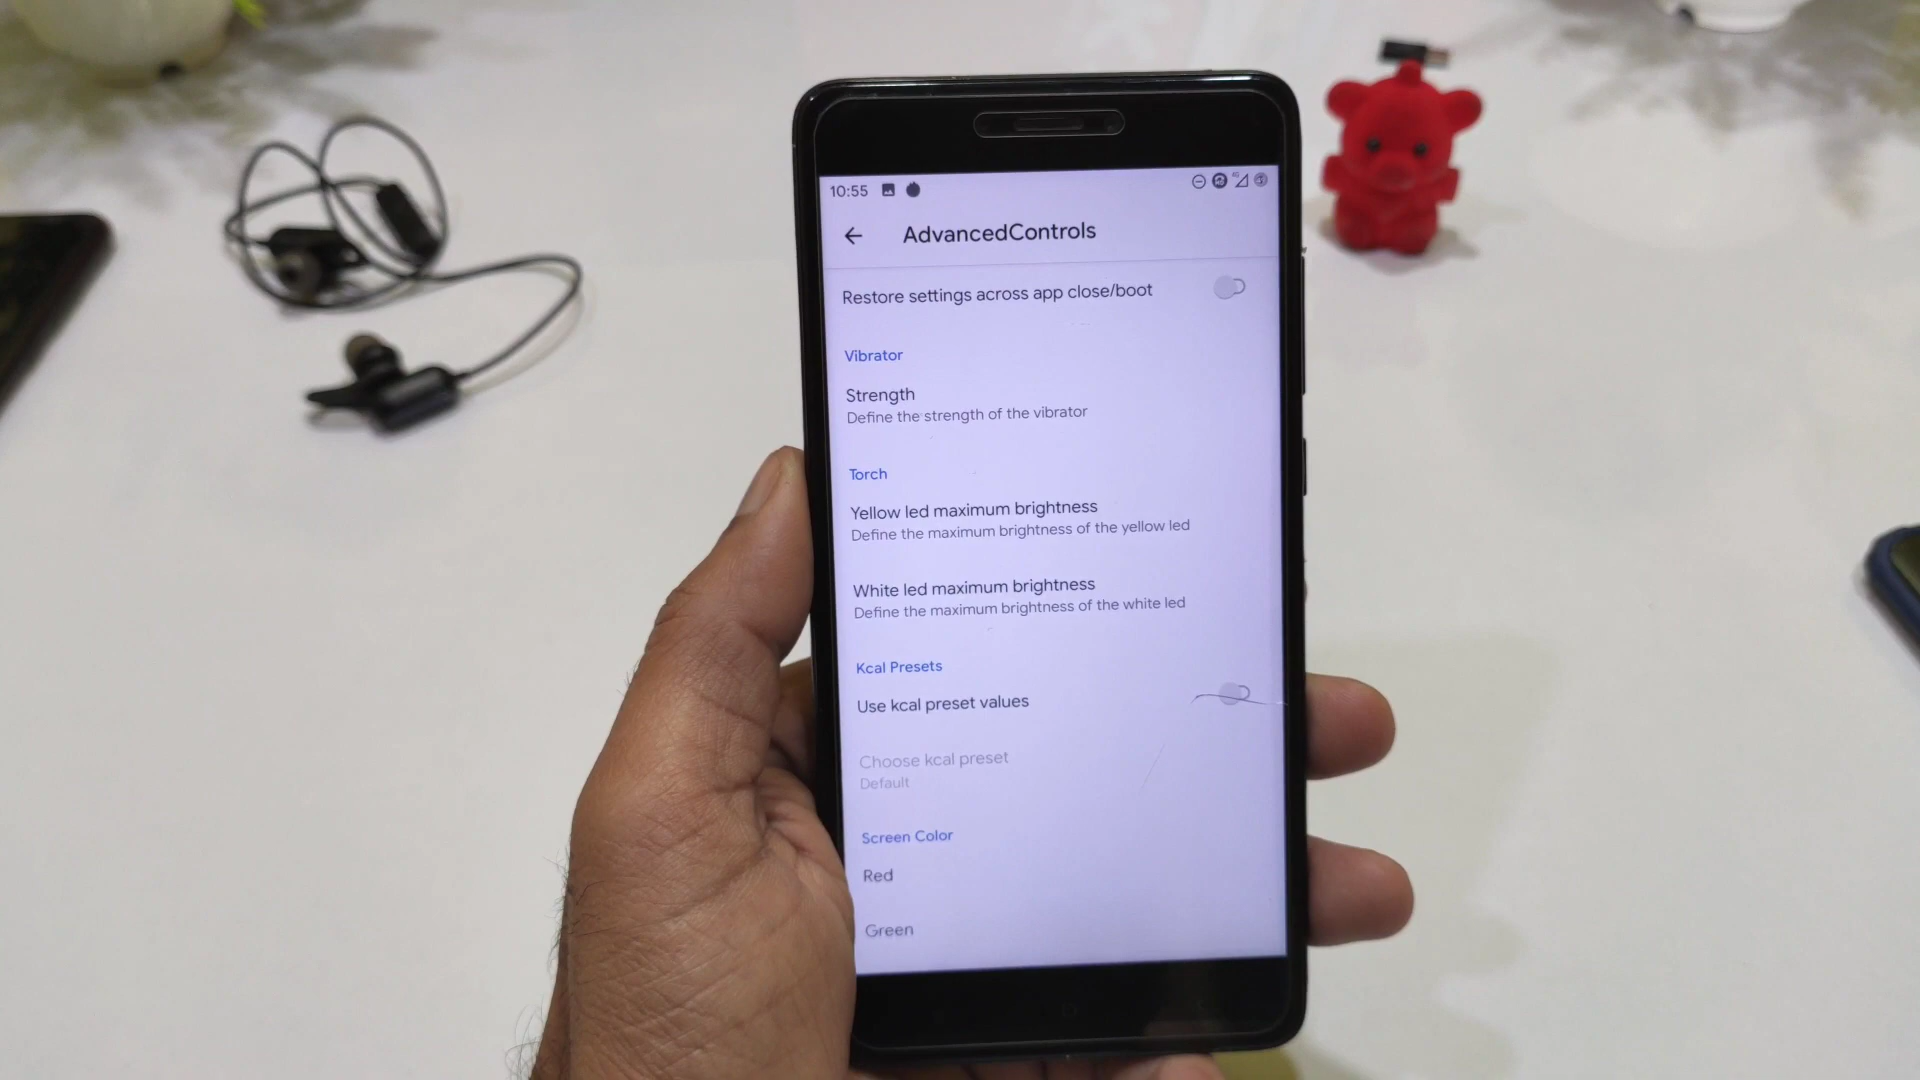 10:55
AdvancedControls
Restore settings across app close/boot
Vibrator
Strength
Define the strength of the vibrator
Torch
Yellow led maximum brightness
Define the maximum brightness of the yellow led
White led maximum brightness
Define the maximum brightness of the white led
Kcal Presets
Use kcal preset values
Choose kcal preset
Default
Screen Color
Red
Green